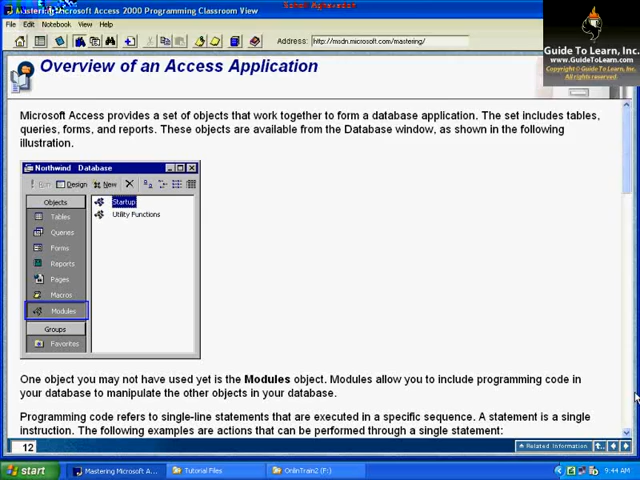 Mastering Microsoft Access 2000 Programming Classroom View
File Edit Notebook View Go Help
Address: http://msdn.microsoft.com/mastering/
Guide To Learn, Inc.
www.GuideToLearn.com
Copyright © Guide To Learn, Inc.
All rights reserved
Overview of an Access Application
Microsoft Access provides a set of objects that work together to form a database application. The set includes tables,
queries, forms, and reports. These objects are available from the Database window, as shown in the following
illustration.
Northwind Database
Run Design New
Objects
Startup
Tables
Utility Functions
Queries
Forms
Reports
Pages
Macros
Modules
Groups
Favorites
One object you may not have used yet is the Modules object. Modules allow you to include programming code in
your database to manipulate the other objects in your database.
Programming code refers to single-line statements that are executed in a specific sequence. A statement is a single
instruction. The following examples are actions that can be performed through a single statement:
12
Related Information
start
Mastering Microsoft A...
Tutorial Files
OnlinTrain2 (F:)
9:44 AM